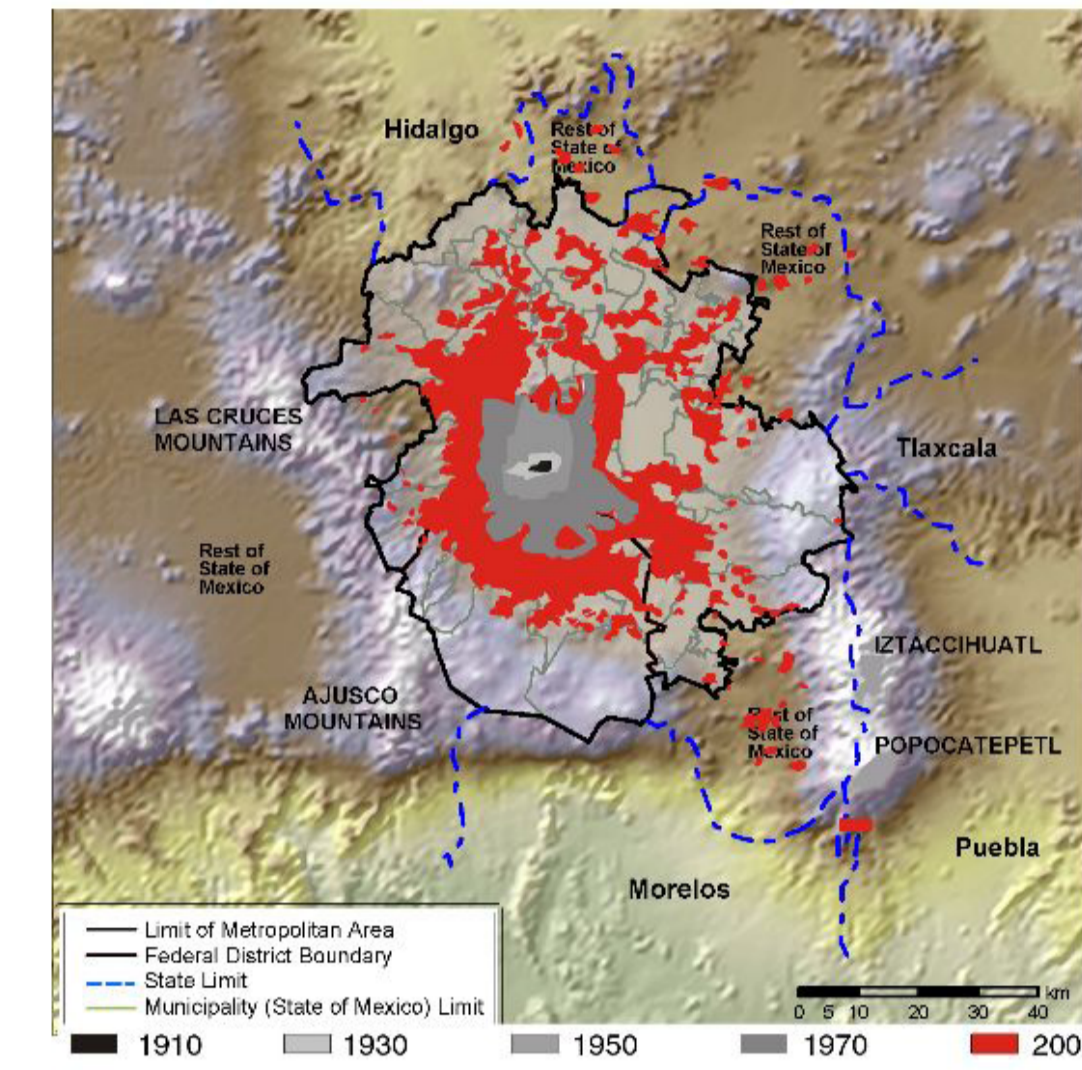 Hidalgo
Rest of
State of
Mexico
Rest of
State of
Mexico
LAS CRUCES
MOUNTAINS
Tlaxcala
Rest of
State of
Mexico
IZTACCIHUATL
AJUSCO
MOUNTAINS
Rest of
State of
Mexico
POPOCATEPETL
Puebla
Morelos
Limit of Metropolitan Area
Federal District Boundary
State Limit
Municipality (State of Mexico) Limit
km
0 5 10 20 30 40
1910 1930 1950 1970 200